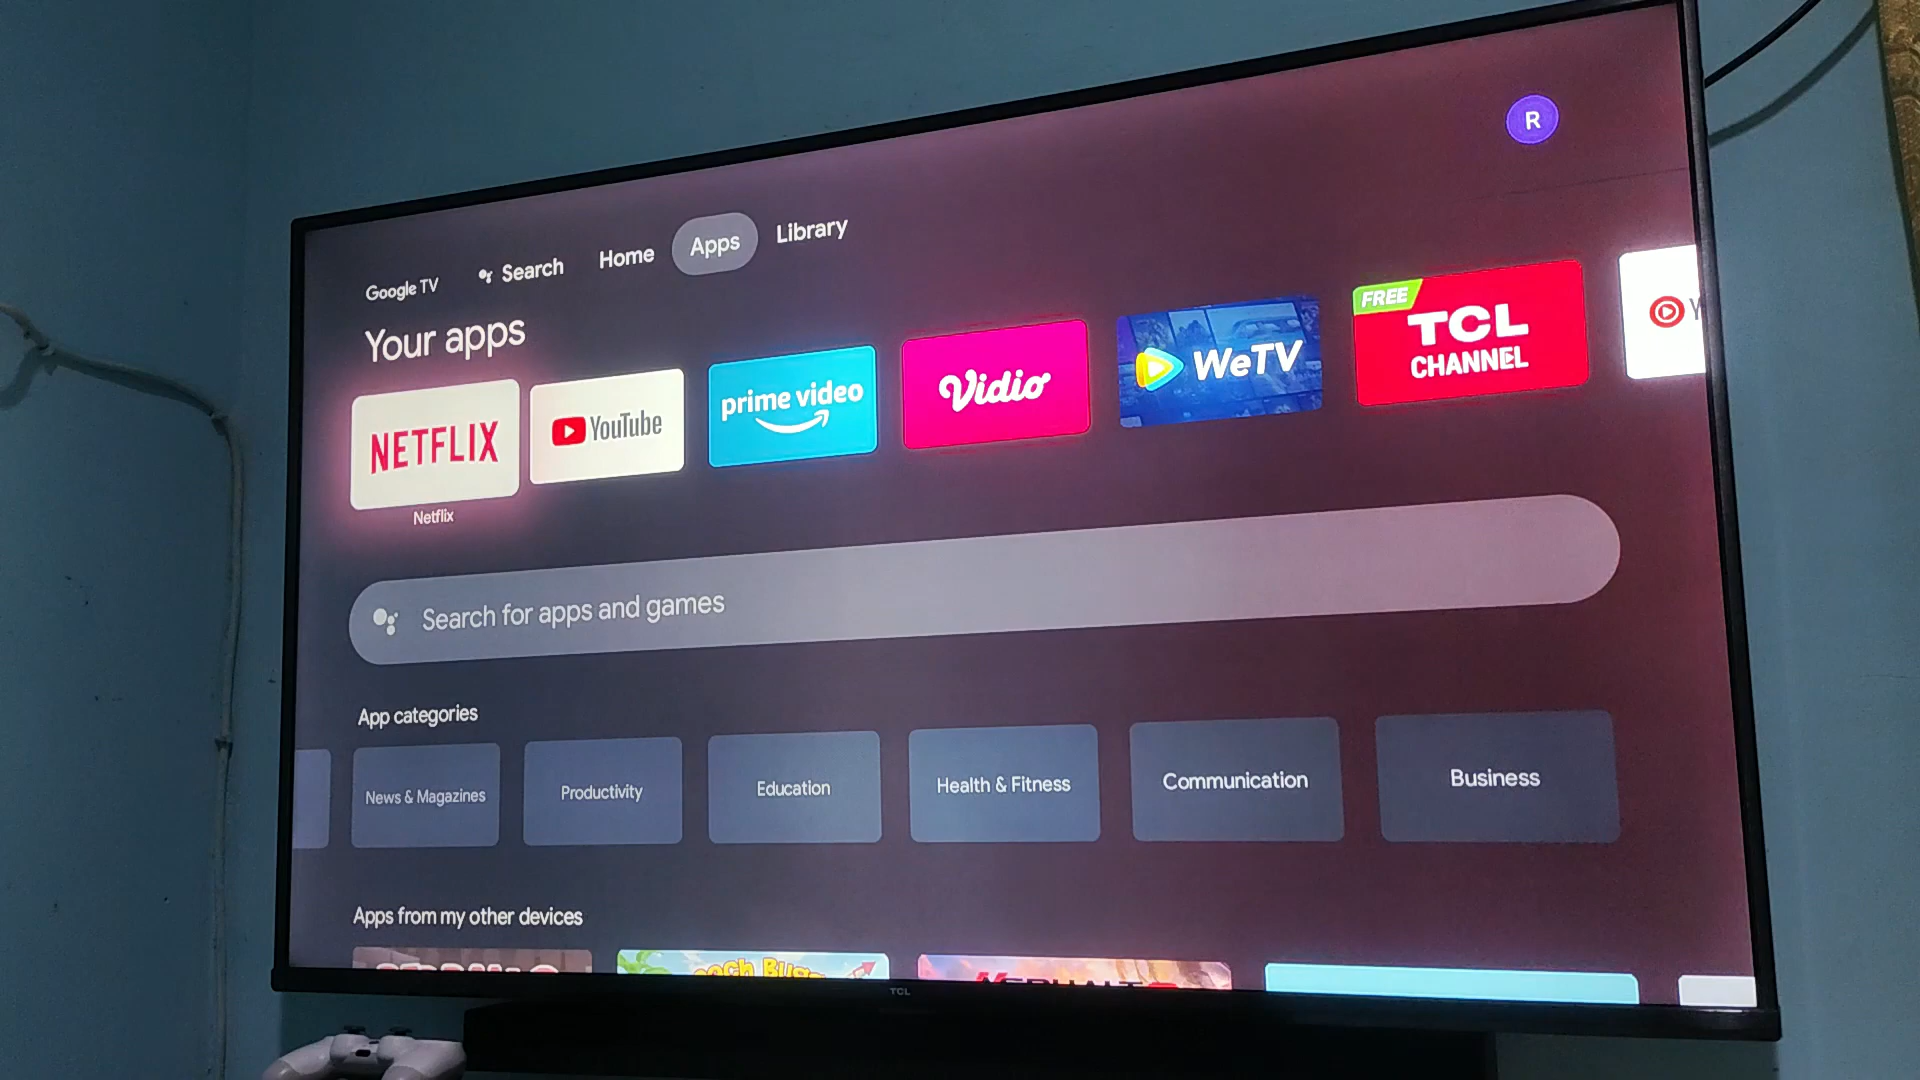 R
Google TV
Search
Home
Apps
Library
Your apps
NETFLIX
YouTube
prime video
Vidio
WeTV
FREE
TCL
CHANNEL
Netflix
Search for apps and games
App categories
News & Magazines
Productivity
Education
Health & Fitness
Communication
Business
Apps from my other devices
TCL